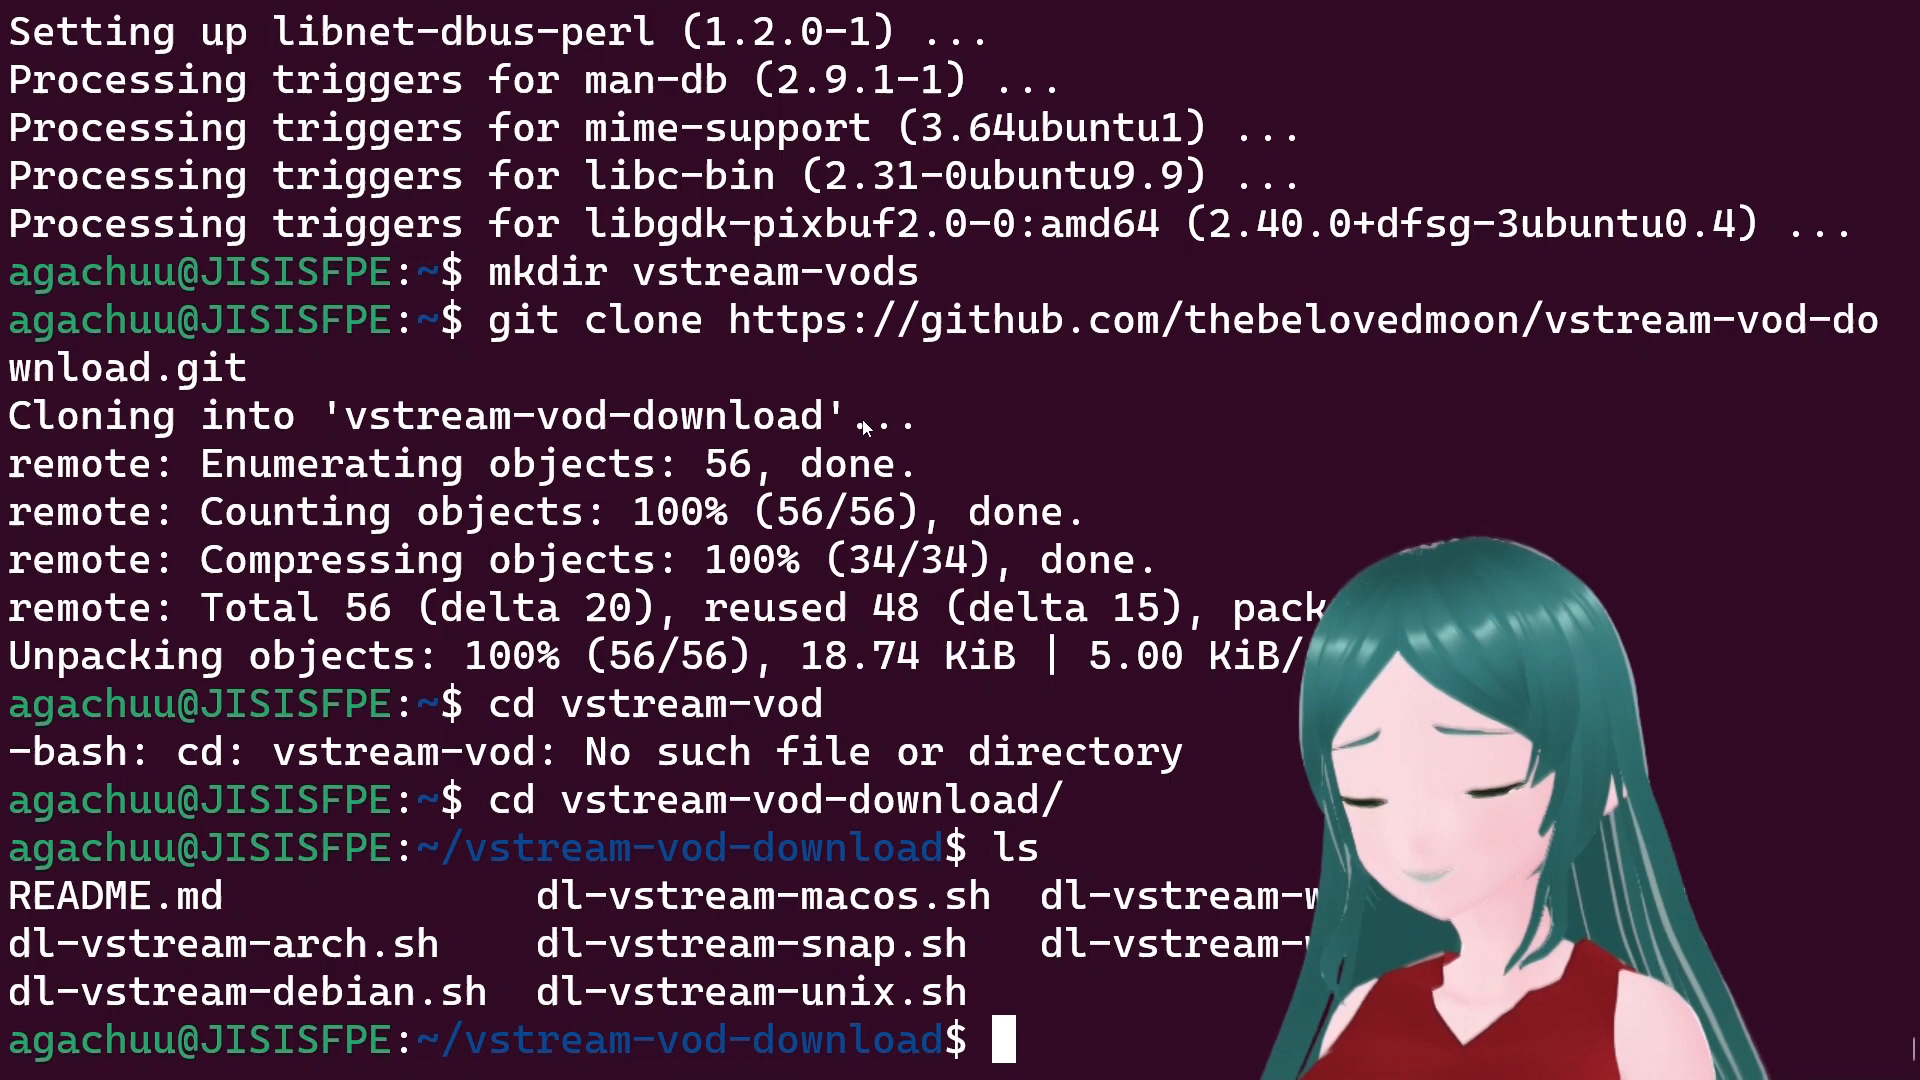 Setting up libnet-dbus-perl (1.2.0-1) ...
Processing triggers for man-db (2.9.1-1) ...
Processing triggers for mime-support (3.64ubuntu1) ...
Processing triggers for libc-bin (2.31-0ubuntu9.9) ...
Processing triggers for libgdk-pixbuf2.0-0:amd64 (2.40.0+dfsg-3ubuntu0.4) ...
agachuu@JISISFPE:~$ mkdir vstream-vods
agachuu@JISISFPE:~$ git clone https://github.com/thebelovedmoon/vstream-vod-do
wnload.git
Cloning into 'vstream-vod-download'...
remote: Enumerating objects: 56, done.
remote: Counting objects: 100% (56/56), done.
remote: Compressing objects: 100% (34/34), done.
remote: Total 56 (delta 20), reused 48 (delta 15), pack
Unpacking objects: 100% (56/56), 18.74 KiB | 5.00 KiB/
agachuu@JISISFPE:~$ cd vstream-vod
-bash: cd: vstream-vod: No such file or directory
agachuu@JISISFPE:~$ cd vstream-vod-download/
agachuu@JISISFPE:~/vstream-vod-download$ ls
README.md dl-vstream-macos.sh dl-vstream-w
dl-vstream-arch.sh dl-vstream-snap.sh dl-vstream-
dl-vstream-debian.sh dl-vstream-unix.sh
agachuu@JISISFPE:~/vstream-vod-download$